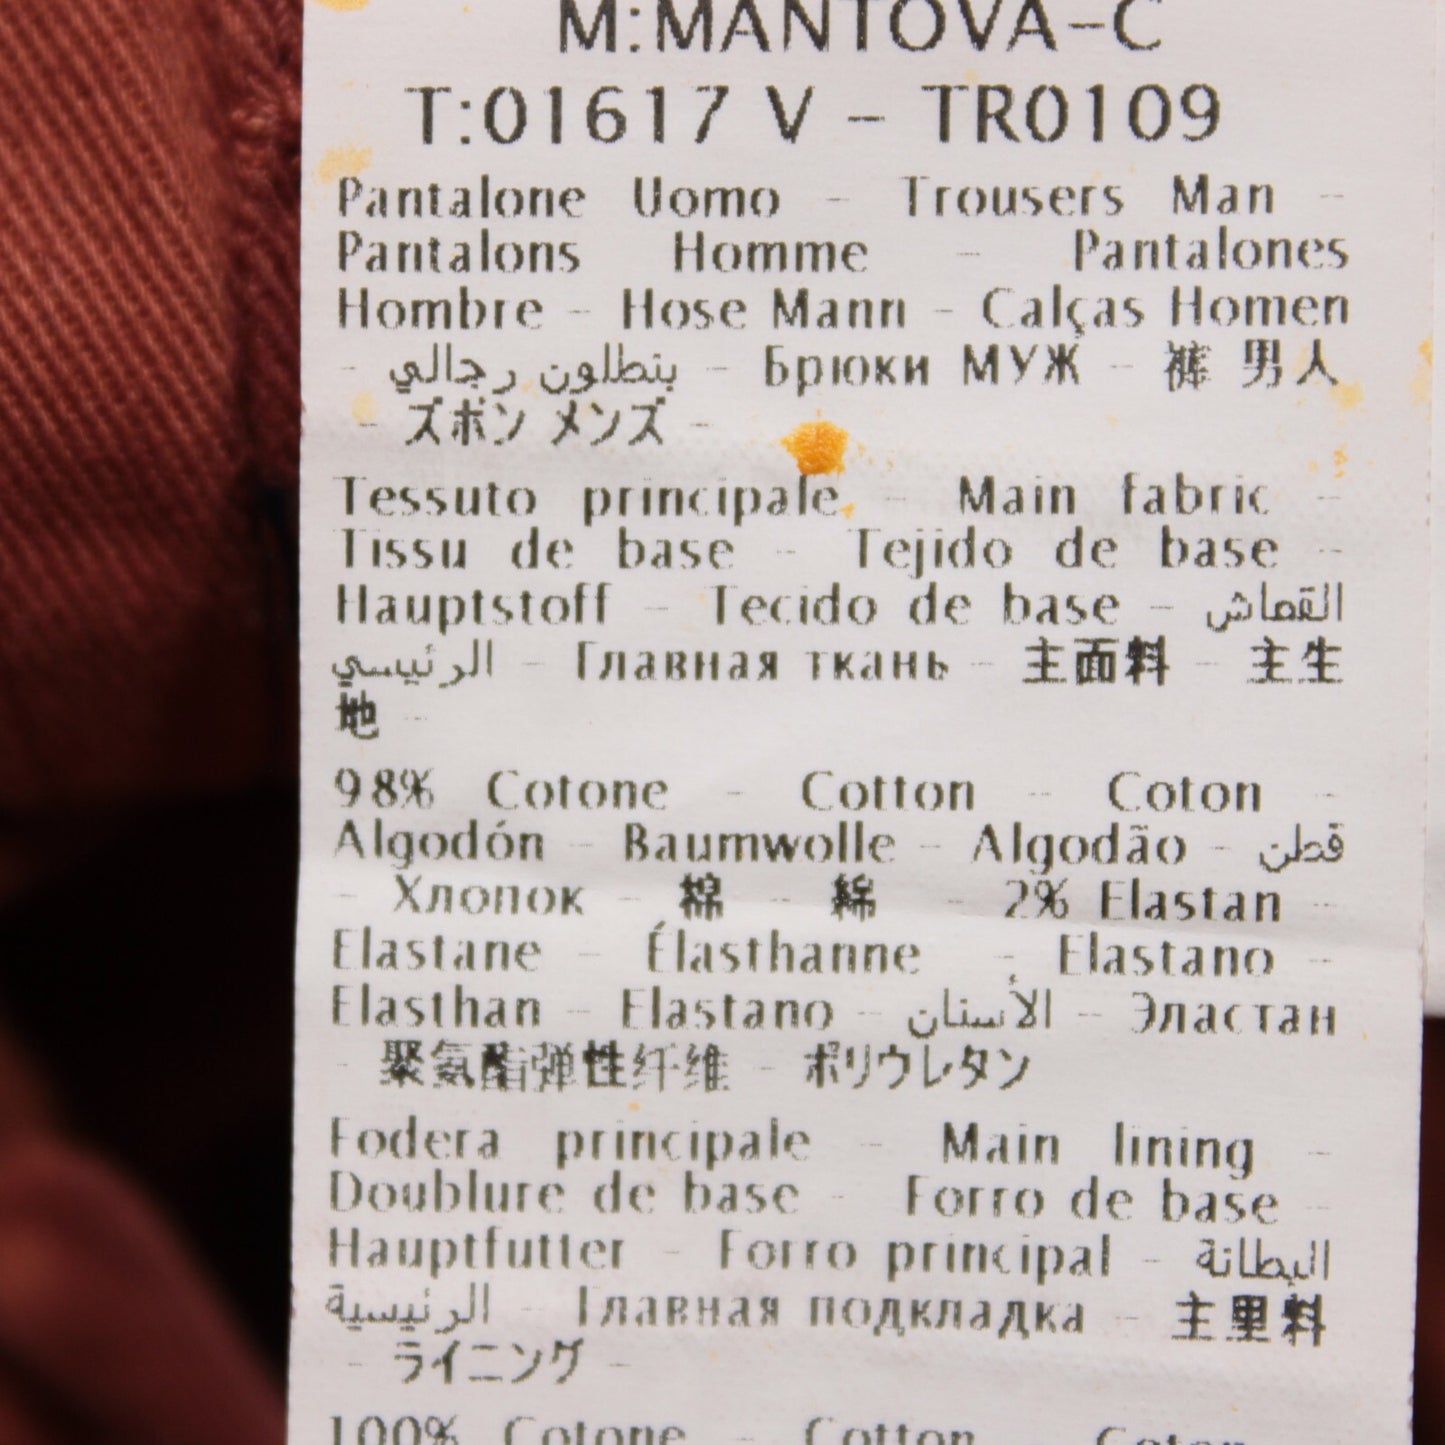 M:MANTOVA-C
T:01617 V - TR0109
Pantalone Uomo - Trousers Man -
Pantalons Homme - Pantalones
Hombre - Hose Mann - Calças Homen
- بنطلون رجالي - Брюки МУЖ - 裤 男人
- ズボン メンズ -
Tessuto principale - Main fabric -
Tissu de base - Tejido de base -
Hauptstoff - Tecido de base - القماش
الرئيسي - Главная ткань - 主面料 - 主生
地 -
98% Cotone - Cotton - Coton -
Algodón - Baumwolle - Algodão - قطن
- Хлопок - 棉 - 綿 - 2% Elastan -
Elastane - Élasthanne - Elastano -
Elasthan - Elastano - الأستان - Эластан
- 聚氨酯弹性纤维 - ポリウレタン
Fodera principale - Main lining -
Doublure de base - Forro de base -
Hauptfutter - Forro principal - البطانة
الرئيسية - Главная подкладка - 主里料
- ライニング -
100% Cotone - Cotton - Coton -